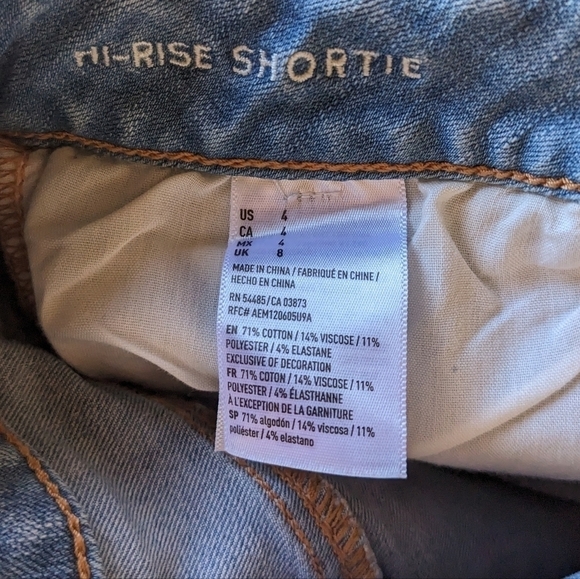 HI-RISE SHORTIE
US 4
CA 4
MX 4
UK 8
MADE IN CHINA / FABRIQUÉ EN CHINE /
HECHO EN CHINA
RN 54485/CA 03873
RFC# AEM120605U9A
EN 71% COTTON / 14% VISCOSE / 11%
POLYESTER / 4% ELASTANE
EXCLUSIVE OF DECORATION
FR 71% COTON / 14% VISCOSE / 11%
POLYESTER / 4% ÉLASTHANNE
À L'EXCEPTION DE LA GARNITURE
SP 71% algodón / 14% viscosa / 11%
poliéster / 4% elastano